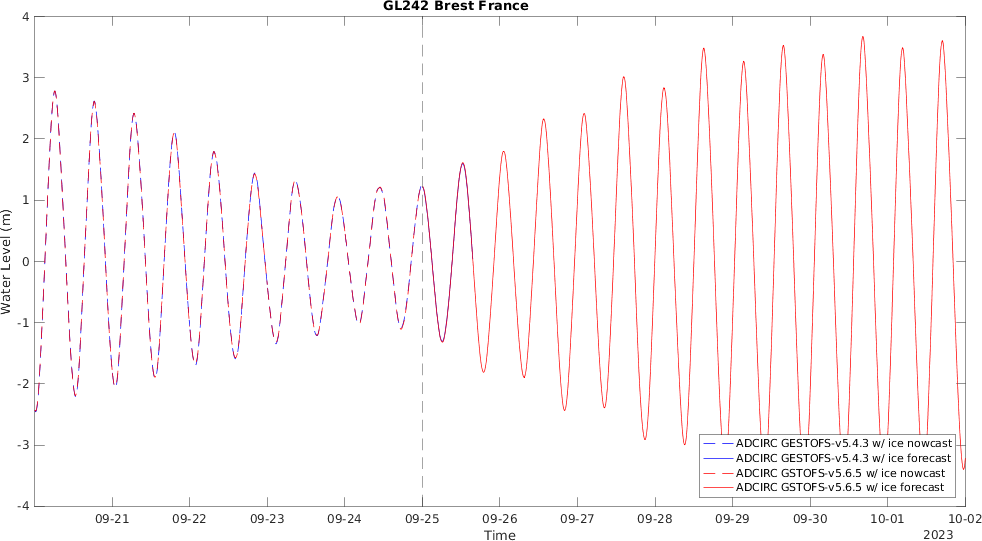 GL242 Brest France
4
3
2
1
0
-1
-2
-3
-4
Water Level (m)
ADCIRC GESTOFS-v5.4.3 w/ ice nowcast
ADCIRC GESTOFS-v5.4.3 w/ ice forecast
ADCIRC GSTOFS-v5.6.5 w/ ice nowcast
ADCIRC GSTOFS-v5.6.5 w/ ice forecast
09-21 09-22 09-23 09-24 09-25 09-26 09-27 09-28 09-29 09-30 10-01 10-02
Time
2023